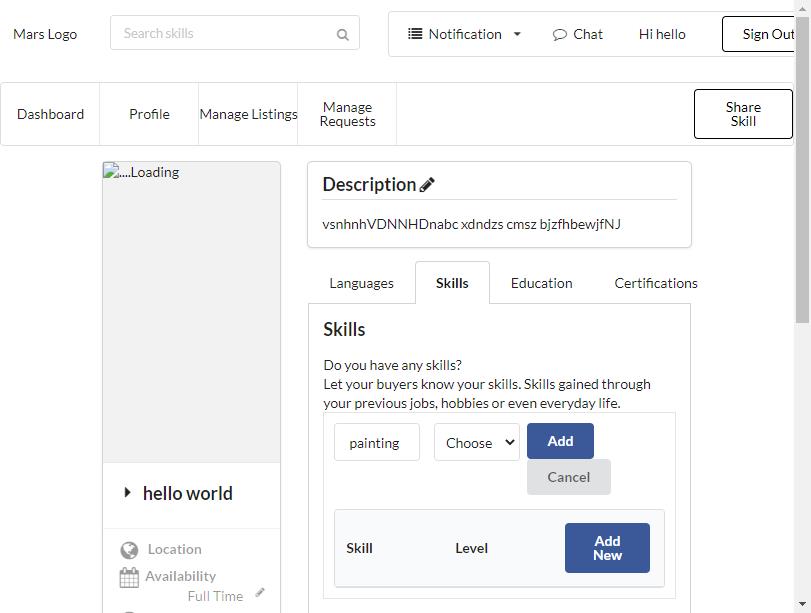 Mars Logo
Search skills
Notification
Chat
Hi hello
Sign Out
Dashboard
Profile
Manage Listings
Manage
Requests
Share
Skill
....Loading
Description
vsnhnhVDNNHDnabc xdndzs cmsz bjzfhbewjfNJ
Languages
Skills
Education
Certifications
Skills
Do you have any skills?
Let your buyers know your skills. Skills gained through
your previous jobs, hobbies or even everyday life.
painting
Choose
Add
Cancel
Skill
Level
Add
New
hello world
Location
Availability
Full Time